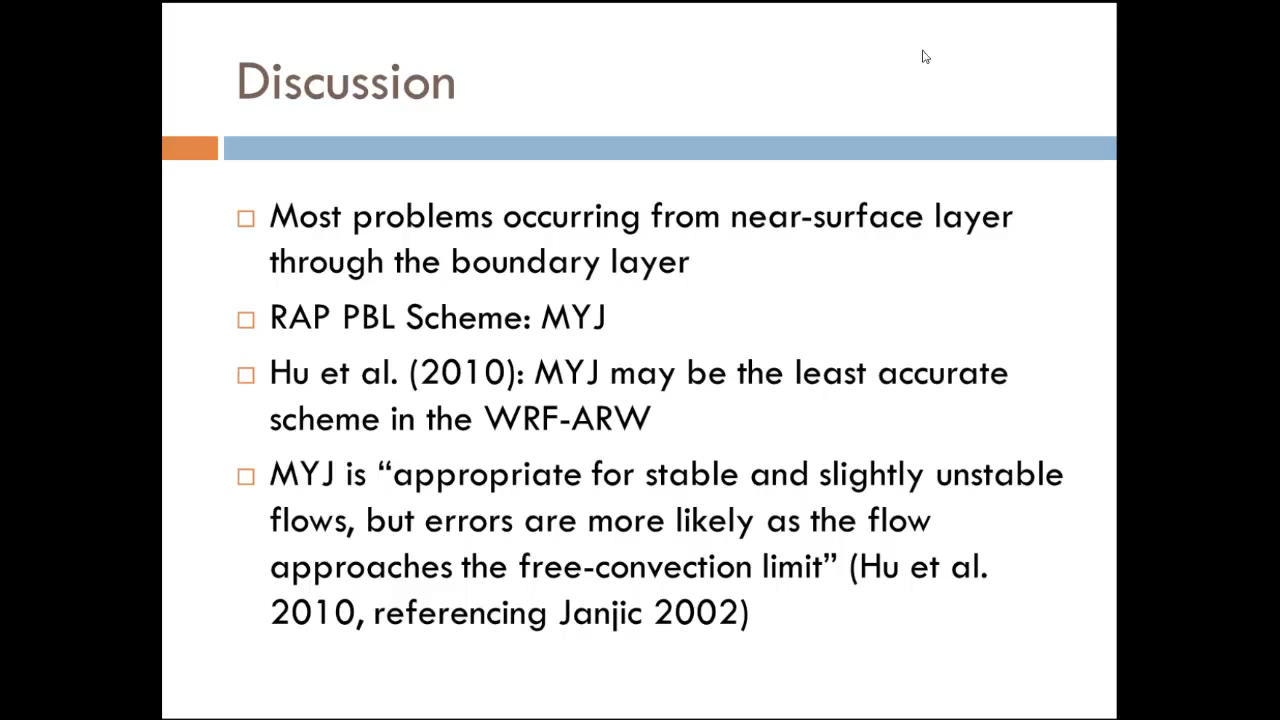 Discussion
Most problems occurring from near-surface layer
through the boundary layer
RAP PBL Scheme: MYJ
Hu et al. (2010): MYJ may be the least accurate
scheme in the WRF-ARW
MYJ is “appropriate for stable and slightly unstable
flows, but errors are more likely as the flow
approaches the free-convection limit” (Hu et al.
2010, referencing Janjic 2002)